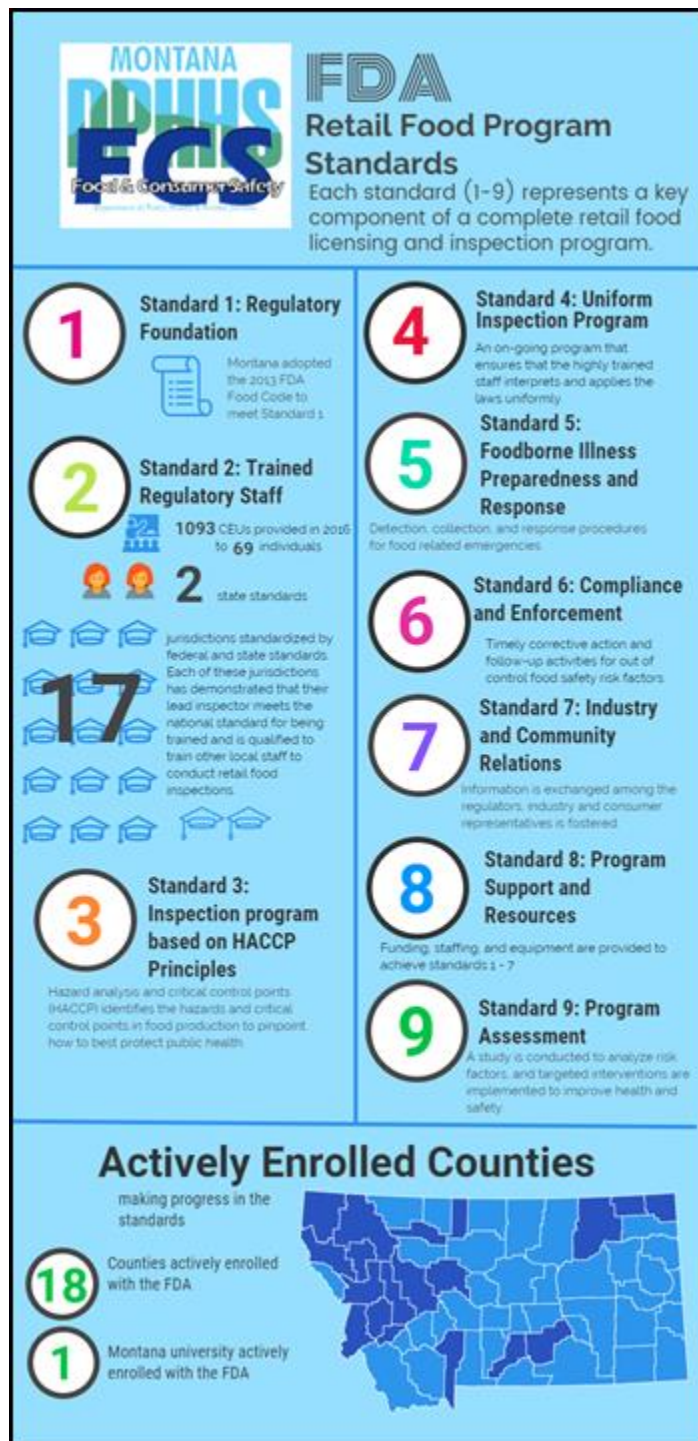 MONTANA
DPHHS
FCS
Food & Consumer Safety
FDA
Retail Food Program
Standards
Each standard (1-9) represents a key
component of a complete retail food
licensing and inspection program.
1
Standard 1: Regulatory
Foundation
Montana adopted
the 2013 FDA
Food Code to
meet Standard 1
2
Standard 2: Trained
Regulatory Staff
1093 CEUs provided in 2016
to 69 individuals
2 state standards
17
jurisdictions standardized by
federal and state standards.
Each of these jurisdictions
has demonstrated that their
lead inspector meets the
national standard for being
trained and is qualified to
train other local staff to
conduct retail food
inspections.
3
Standard 3:
Inspection program
based on HACCP
Principles
Hazard analysis and critical control points
(HACCP) identifies the hazards and critical
control points in food production to pinpoint
how to best protect public health.
4
Standard 4: Uniform
Inspection Program
An on-going program that
ensures that the highly trained
staff interprets and applies the
laws uniformly.
5
Standard 5:
Foodborne Illness
Preparedness and
Response
Detection, collection, and response procedures
for food related emergencies.
6
Standard 6: Compliance
and Enforcement
Timely corrective action and
follow-up activities for out of
control food safety risk factors.
7
Standard 7: Industry
and Community
Relations
Information is exchanged among the
regulators, industry and consumer
representatives is fostered.
8
Standard 8: Program
Support and
Resources
Funding, staffing, and equipment are provided to
achieve standards 1 - 7
9
Standard 9: Program
Assessment
A study is conducted to analyze risk
factors, and targeted interventions are
implemented to improve health and
safety.
Actively Enrolled Counties
making progress in the
standards
18
Counties actively enrolled
with the FDA
1
Montana university actively
enrolled with the FDA